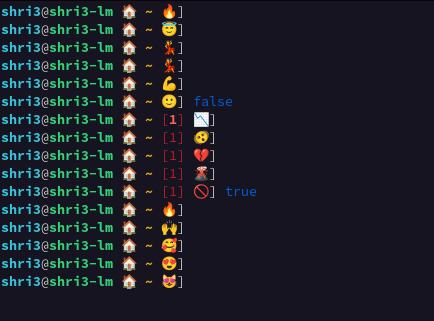 shri3@shri3-lm 🏠 ~ 🔥]
shri3@shri3-lm 🏠 ~ 😇]
shri3@shri3-lm 🏠 ~ 💃]
shri3@shri3-lm 🏠 ~ 💃]
shri3@shri3-lm 🏠 ~ 💪]
shri3@shri3-lm 🏠 ~ 🙂] false
shri3@shri3-lm 🏠 ~ [1] 📉]
shri3@shri3-lm 🏠 ~ [1] 🤕]
shri3@shri3-lm 🏠 ~ [1] 💔]
shri3@shri3-lm 🏠 ~ [1] 🌋]
shri3@shri3-lm 🏠 ~ [1] 🚫] true
shri3@shri3-lm 🏠 ~ 🔥]
shri3@shri3-lm 🏠 ~ 🙌]
shri3@shri3-lm 🏠 ~ 🥰]
shri3@shri3-lm 🏠 ~ 😍]
shri3@shri3-lm 🏠 ~ 😻]